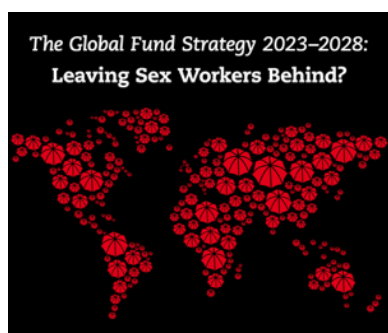 The Global Fund Strategy 2023–2028:
Leaving Sex Workers Behind?